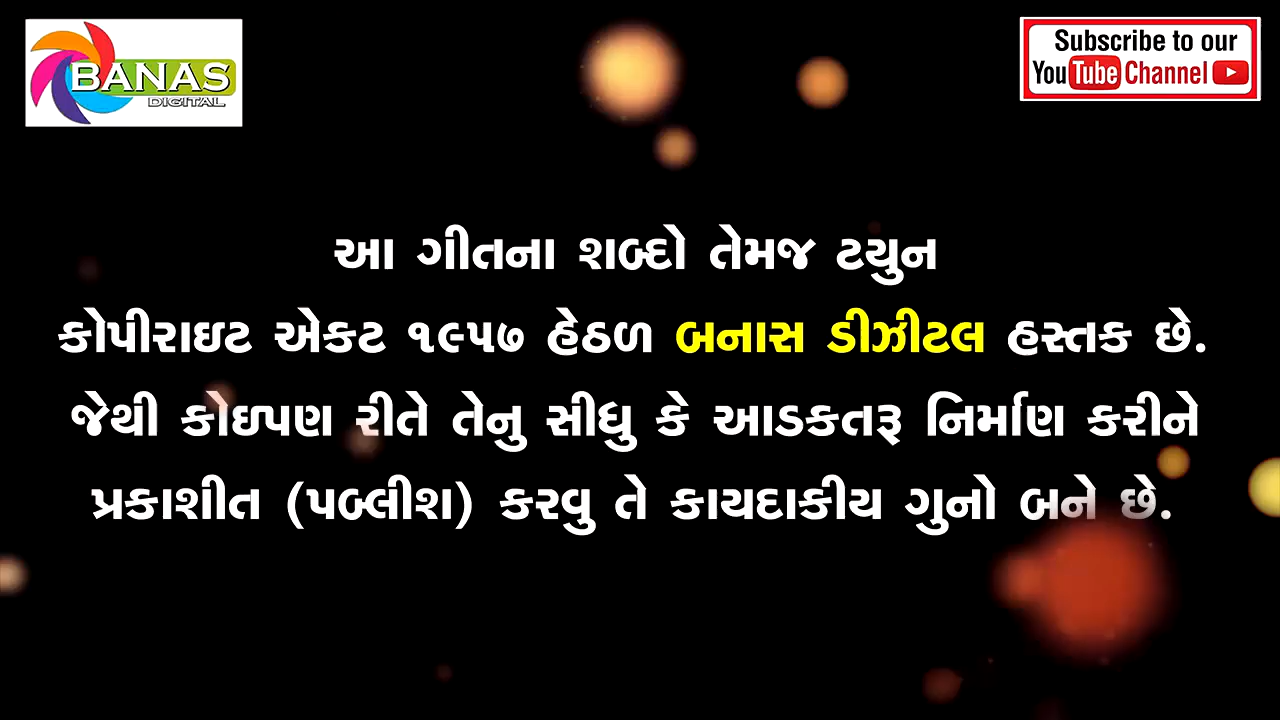 BANAS
DIGITAL
Subscribe to our
YouTube Channel
આ ગીતના શબ્દો તેમજ ટયુન
કોપીરાઇટ એકટ ૧૯૫૭ હેઠળ બનાસ ડીઝીટલ હસ્તક છે.
જેથી કોઇપણ રીતે તેનુ સીધુ કે આડકતરૂ નિર્માણ કરીને
પ્રકાશીત (પબ્લીશ) કરવુ તે કાયદાકીય ગુનો બને છે.